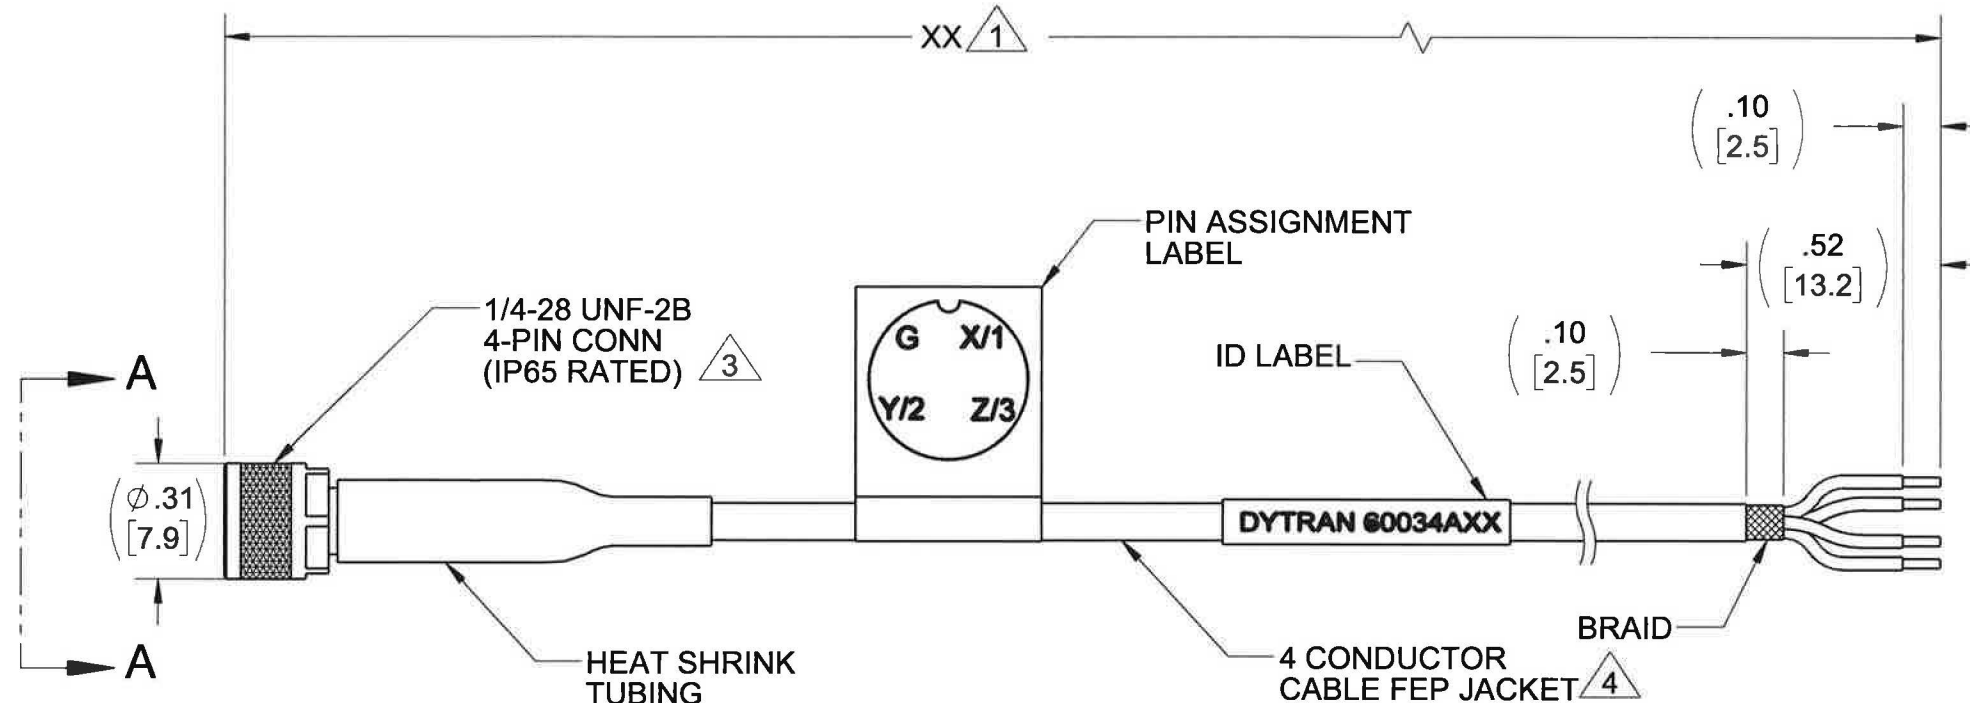 XX 1
.10
[2.5]
PIN ASSIGNMENT
LABEL
.52
[13.2]
1/4-28 UNF-2B
4-PIN CONN
(IP65 RATED) 3
G X/1
Y/2 Z/3
ID LABEL
.10
[2.5]
A
Ø.31
[7.9]
DYTRAN 60034AXX
A
HEAT SHRINK
TUBING
4 CONDUCTOR
CABLE FEP JACKET 4
BRAID